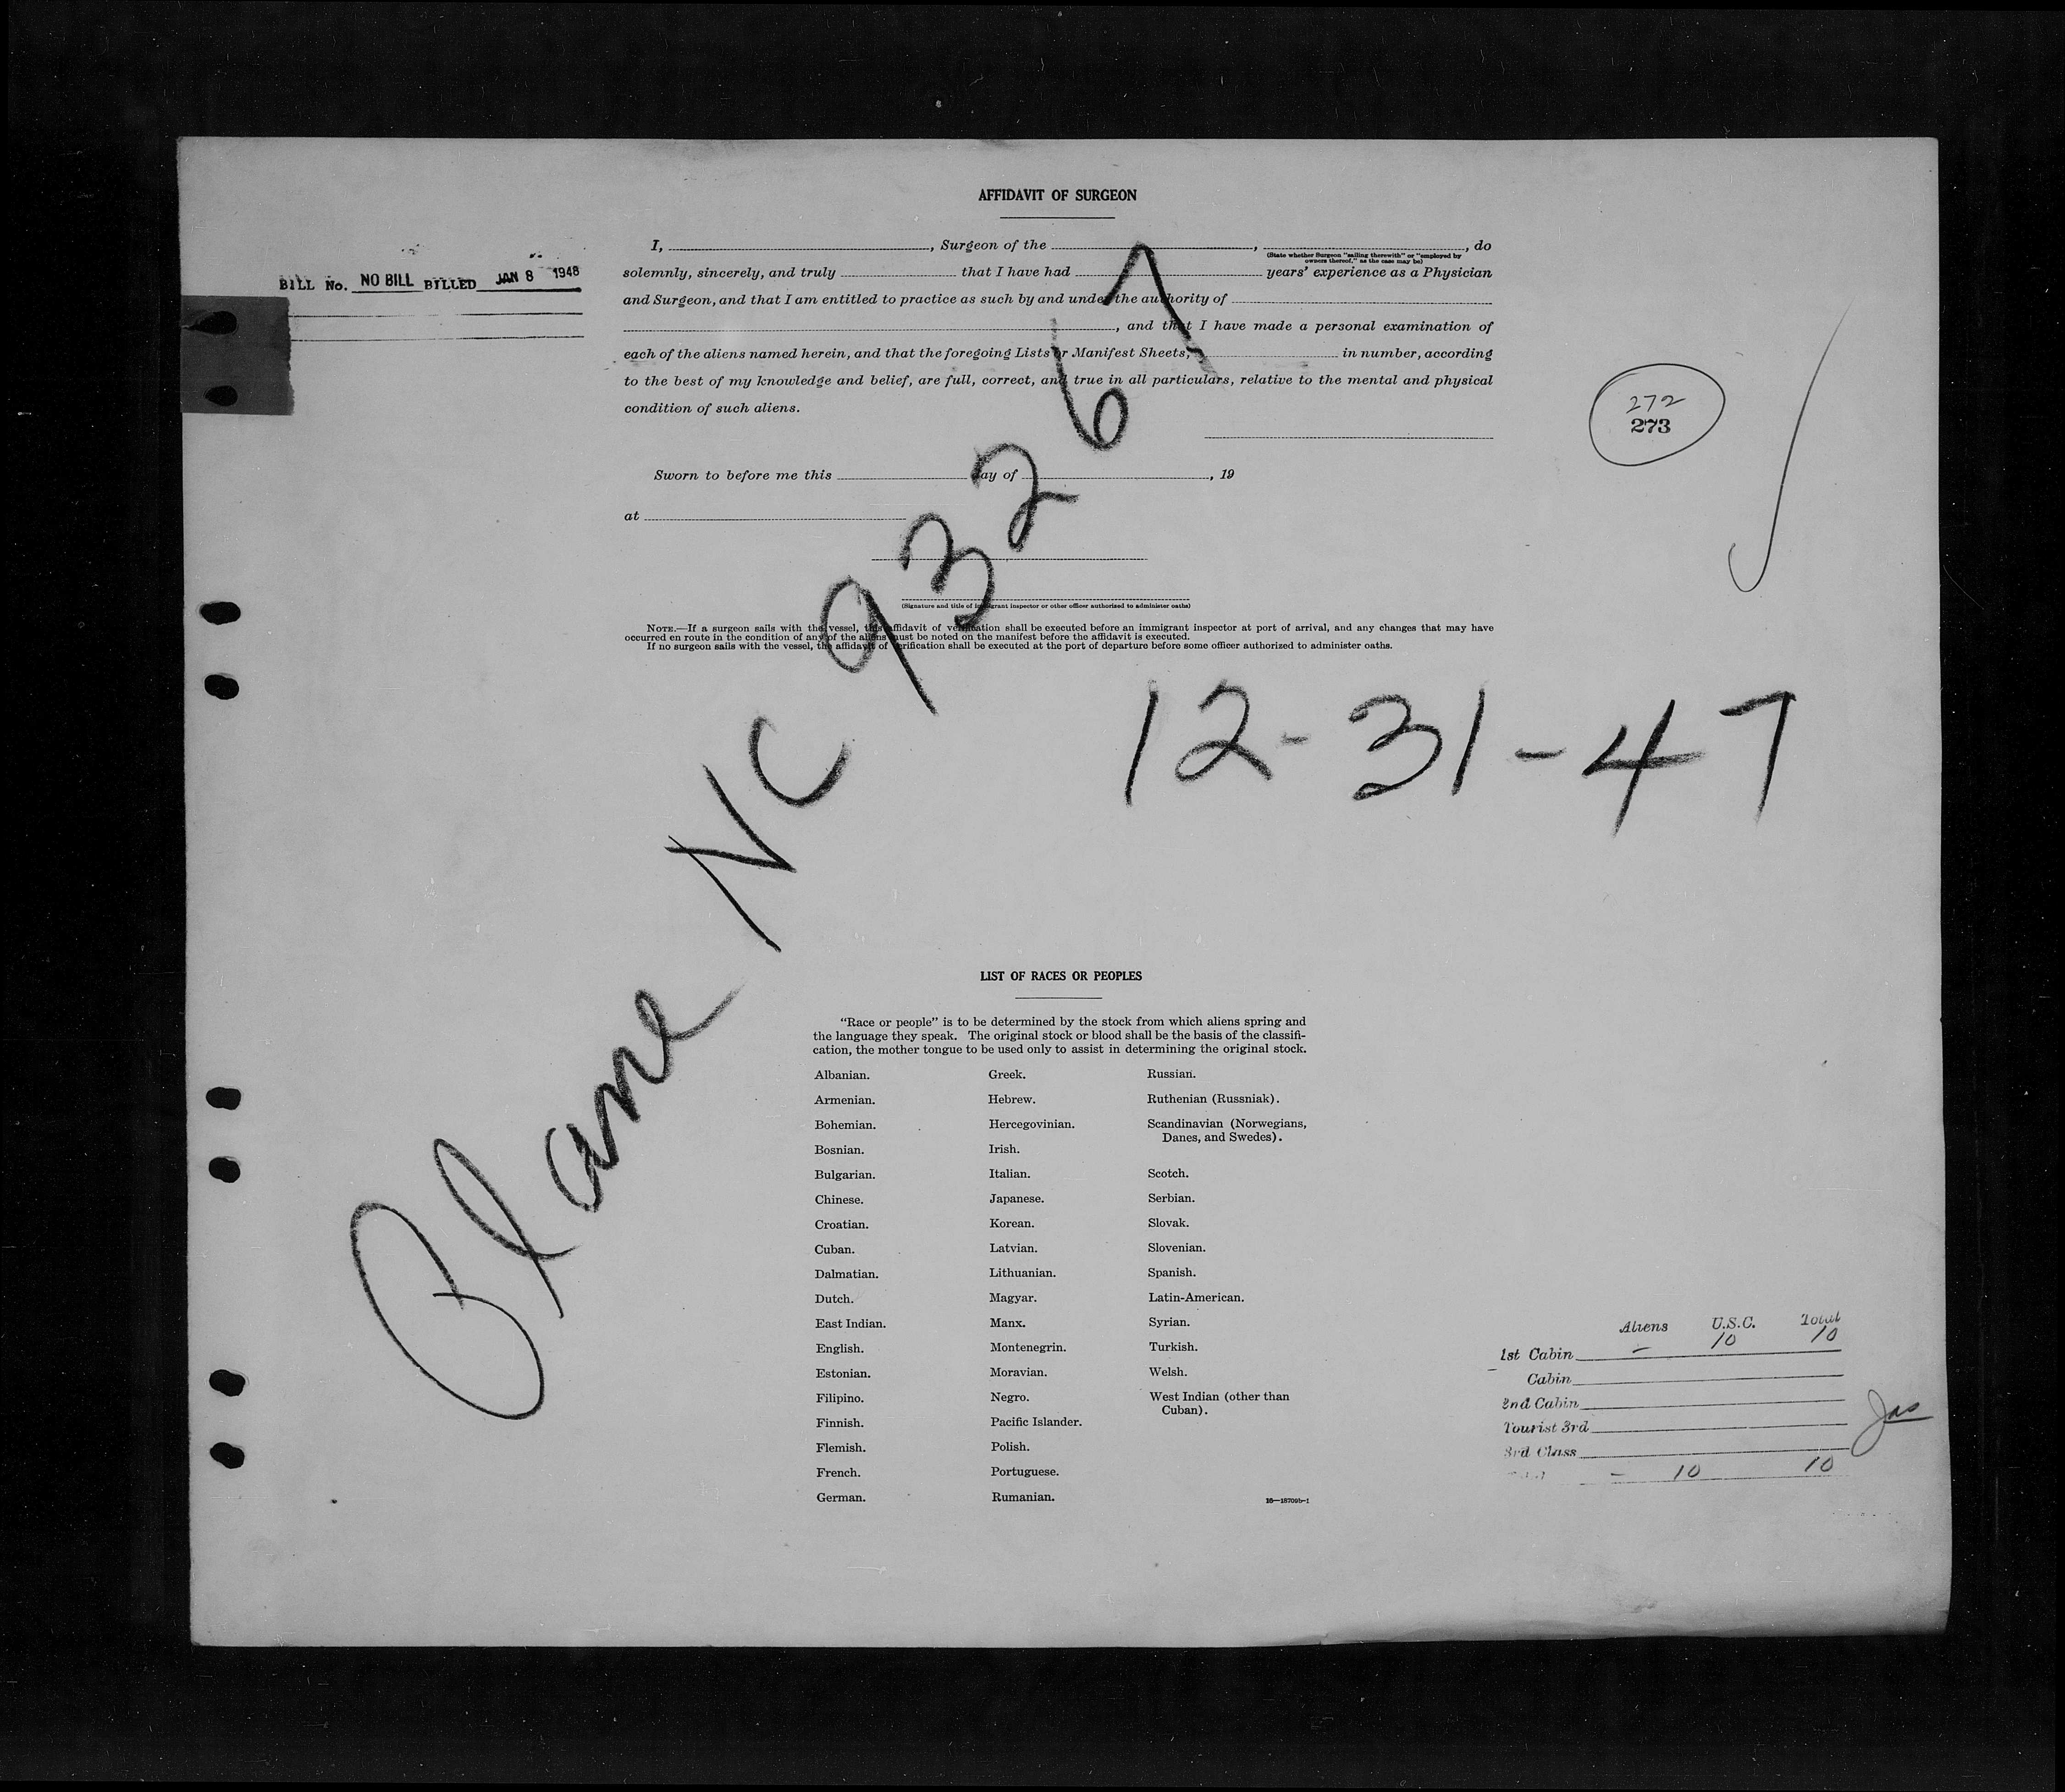 AFFIDAVIT OF SURGEON
I, , Surgeon of the , , do
(State whether Surgeon "sailing therewith" or "employed by
owners thereof," as the case may be)
solemnly, sincerely, and truly that I have had years' experience as a Physician
and Surgeon, and that I am entitled to practice as such by and under the authority of
, and that I have made a personal examination of
each of the aliens named herein, and that the foregoing Lists or Manifest Sheets, in number, according
to the best of my knowledge and belief, are full, correct, and true in all particulars, relative to the mental and physical
condition of such aliens.
BILL No. NO BILL BILLED JAN 8 1948
272
273
Sworn to before me this day of , 19
at
(Signature and title of immigrant inspector or other officer authorized to administer oaths)
NOTE.—If a surgeon sails with the vessel, this affidavit of verification shall be executed before an immigrant inspector at port of arrival, and any changes that may have
occurred en route in the condition of any of the aliens must be noted on the manifest before the affidavit is executed.
If no surgeon sails with the vessel, the affidavit of verification shall be executed at the port of departure before some officer authorized to administer oaths.
Plane NC 93267
12-31-47
LIST OF RACES OR PEOPLES
"Race or people" is to be determined by the stock from which aliens spring and
the language they speak. The original stock or blood shall be the basis of the classifi-
cation, the mother tongue to be used only to assist in determining the original stock.
Albanian.
Armenian.
Bohemian.
Bosnian.
Bulgarian.
Chinese.
Croatian.
Cuban.
Dalmatian.
Dutch.
East Indian.
English.
Estonian.
Filipino.
Finnish.
Flemish.
French.
German.
Greek.
Hebrew.
Hercegovinian.
Irish.
Italian.
Japanese.
Korean.
Latvian.
Lithuanian.
Magyar.
Manx.
Montenegrin.
Moravian.
Negro.
Pacific Islander.
Polish.
Portuguese.
Rumanian.
Russian.
Ruthenian (Russniak).
Scandinavian (Norwegians,
Danes, and Swedes).
Scotch.
Serbian.
Slovak.
Slovenian.
Spanish.
Latin-American.
Syrian.
Turkish.
Welsh.
West Indian (other than
Cuban).
16—18709b-1
Aliens U.S.C. Total
1st Cabin - 10 10
Cabin
2nd Cabin
Tourist 3rd
3rd Class
Total - 10 10